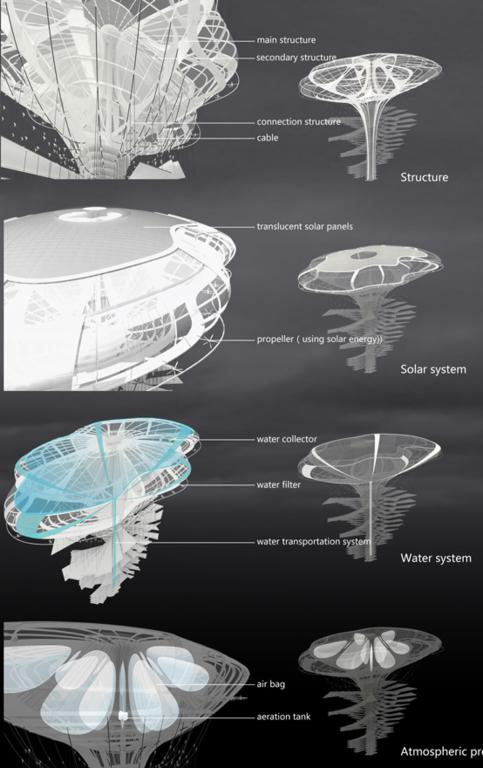 main structure
secondary structure
connection structure
cable
Structure
translucent solar panels
propeller ( using solar energy))
Solar system
water collector
water filter
water transportation system
Water system
air bag
aeration tank
Atmospheric pr